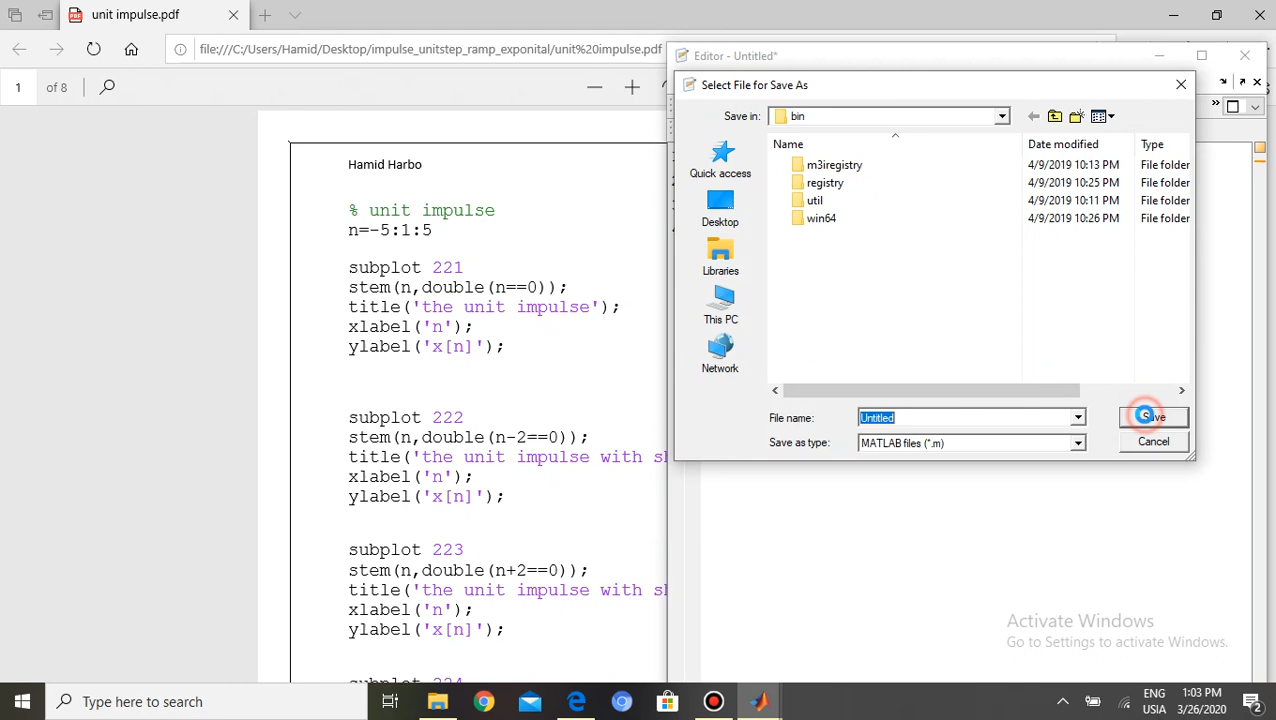 unit impulse.pdf
file:///C:/Users/Hamid/Desktop/impulse_unitstep_ramp_exponital/unit%20impulse.pdf
1 of 8
Hamid Harbo
% unit impulse
n=-5:1:5
subplot 221
stem(n,double(n==0));
title('the unit impulse');
xlabel('n');
ylabel('x[n]');
subplot 222
stem(n,double(n-2==0));
title('the unit impulse with sh
xlabel('n');
ylabel('x[n]');
subplot 223
stem(n,double(n+2==0));
title('the unit impulse with sh
xlabel('n');
ylabel('x[n]');
subplot 224
Editor - Untitled*
Select File for Save As
Save in: bin
Quick access
Desktop
Libraries
This PC
Network
Name Date modified Type
m3iregistry 4/9/2019 10:13 PM File folder
registry 4/9/2019 10:25 PM File folder
util 4/9/2019 10:11 PM File folder
win64 4/9/2019 10:26 PM File folder
File name: Untitled Save
Save as type: MATLAB files (*.m) Cancel
Activate Windows
Go to Settings to activate Windows.
Type here to search
ENG 1:03 PM
USIA 3/26/2020
2